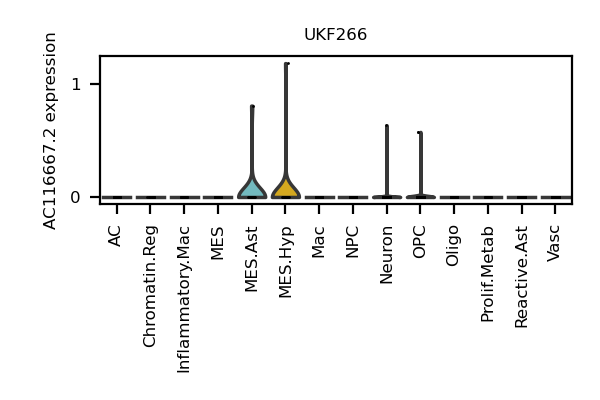 UKF266
AC116667.2 expression
1
0
AC
Chromatin.Reg
Inflammatory.Mac
MES
MES.Ast
MES.Hyp
Mac
NPC
Neuron
OPC
Oligo
Prolif.Metab
Reactive.Ast
Vasc